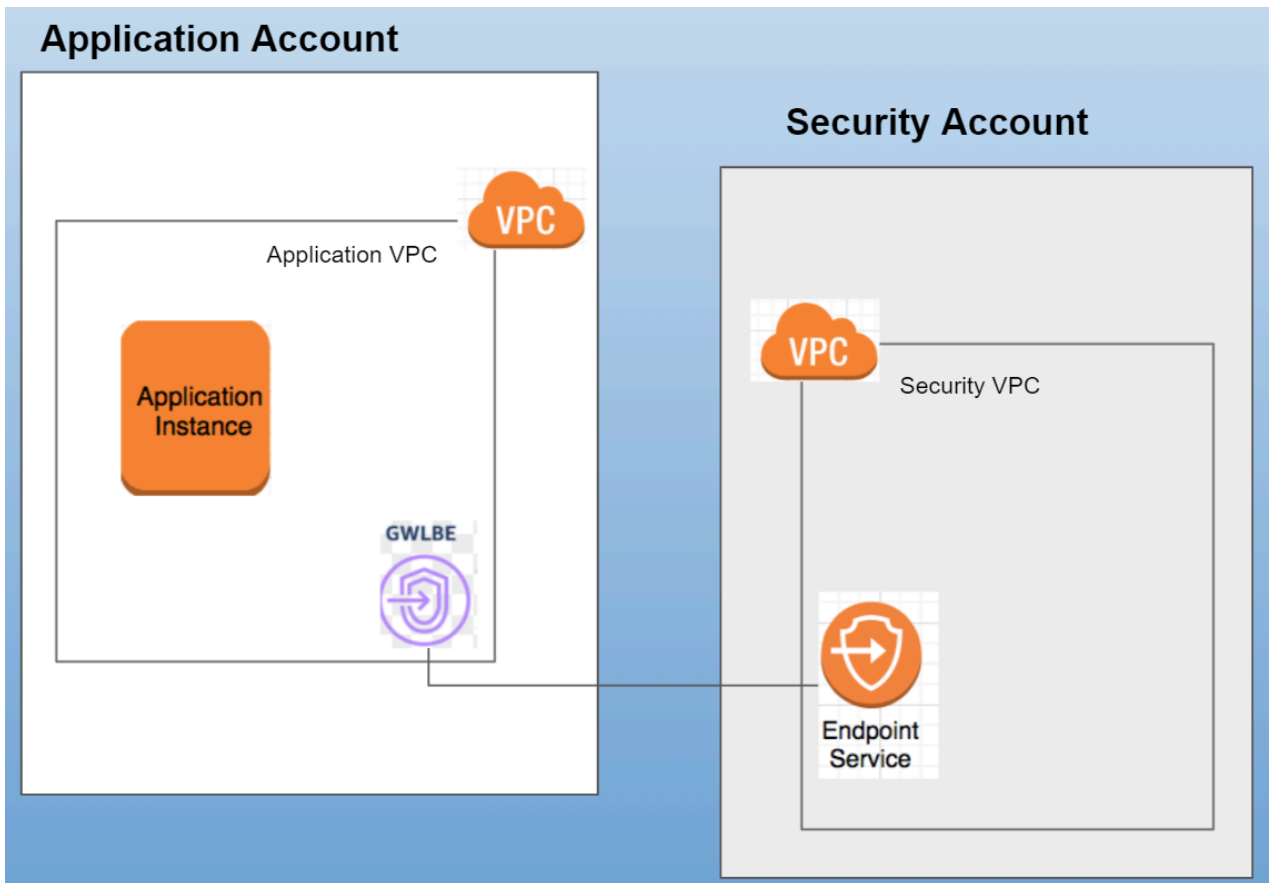 Application Account
Security Account
VPC
Application VPC
VPC
Security VPC
Application
Instance
GWLBE
Endpoint
Service